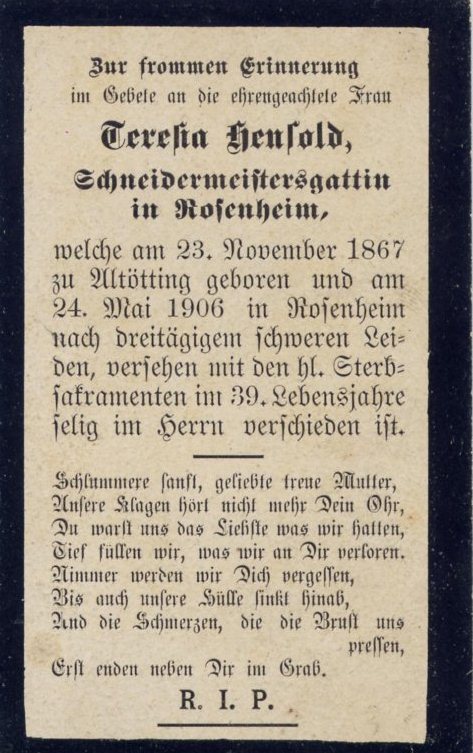 Zur frommen Erinnerung
im Gebete an die ehrengeachtete Frau
Teresia Hensold,
Schneidermeistersgattin
in Rosenheim,
welche am 23. November 1867
zu Altötting geboren und am
24. Mai 1906 in Rosenheim
nach dreitägigem schweren Lei-
den, versehen mit den hl. Sterb-
sakramenten im 39. Lebensjahre
selig im Herrn verschieden ist.
Schlummere sanft, geliebte treue Mutter,
Unsere Klagen hört nicht mehr Dein Ohr,
Du warst uns das Liebste was wir hatten,
Tief füllen wir, was wir an Dir verloren.
Nimmer werden wir Dich vergessen,
Bis auch unsere Hülle sinkt hinab,
Und die Schmerzen, die die Brust uns
pressen,
Erst enden neben Dir im Grab.
R. I. P.